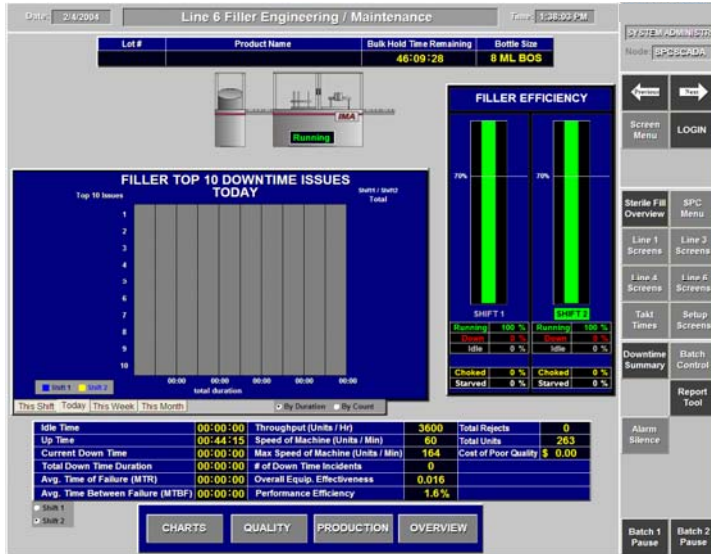 Date: 2/4/2004 Line 6 Filler Engineering / Maintenance Time: 1:38:03 PM
SYSTEM ADMINISTR
Node: SPCSCADA
Lot # Product Name Bulk Hold Time Remaining Bottle Size
46:09:28 8 ML BOS
IMA
Running
Previous Next
Screen Menu LOGIN
FILLER EFFICIENCY
70% 70%
SHIFT 1 SHIFT 2
Running 100 % Running 100 %
Down 0 % Down 0 %
Idle 0 % Idle 0 %
Choked 0 % Choked 0 %
Starved 0 % Starved 0 %
FILLER TOP 10 DOWNTIME ISSUES
TODAY
Top 10 Issues
Shift1 / Shift2
Total
1
2
3
4
5
6
7
8
9
10
00:00 00:00 00:00 00:00 00:00
total duration
Shift 1 Shift 2
This Shift Today This Week This Month
By Duration By Count
Sterile Fill Overview SPC Menu
Line 1 Screens Line 3 Screens
Line 4 Screens Line 6 Screens
Takt Times Setup Screens
Downtime Summary Batch Control
Report Tool
Alarm Silence
Idle Time 00:00:00 Throughput (Units / Hr) 3600 Total Rejects 0
Up Time 00:44:15 Speed of Machine (Units / Min) 60 Total Units 263
Current Down Time 00:00:00 Max Speed of Machine (Units / Min) 164 Cost of Poor Quality $ 0.00
Total Down Time Duration 00:00:00 # of Down Time Incidents 0
Avg. Time of Failure (MTR) 00:00:00 Overall Equip. Effectiveness 0.016
Avg. Time Between Failure (MTBF) 00:00:00 Performance Efficiency 1.6%
Shift 1
Shift 2
CHARTS QUALITY PRODUCTION OVERVIEW
Batch 1 Pause Batch 2 Pause